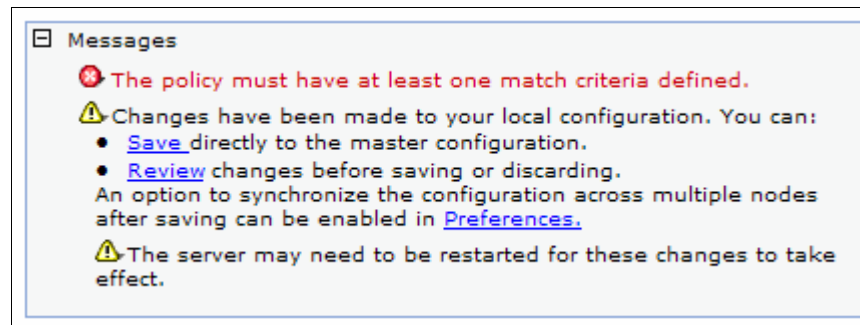 Messages
The policy must have at least one match criteria defined.
Changes have been made to your local configuration. You can:
• Save directly to the master configuration.
• Review changes before saving or discarding.
An option to synchronize the configuration across multiple nodes
after saving can be enabled in Preferences.
The server may need to be restarted for these changes to take
effect.